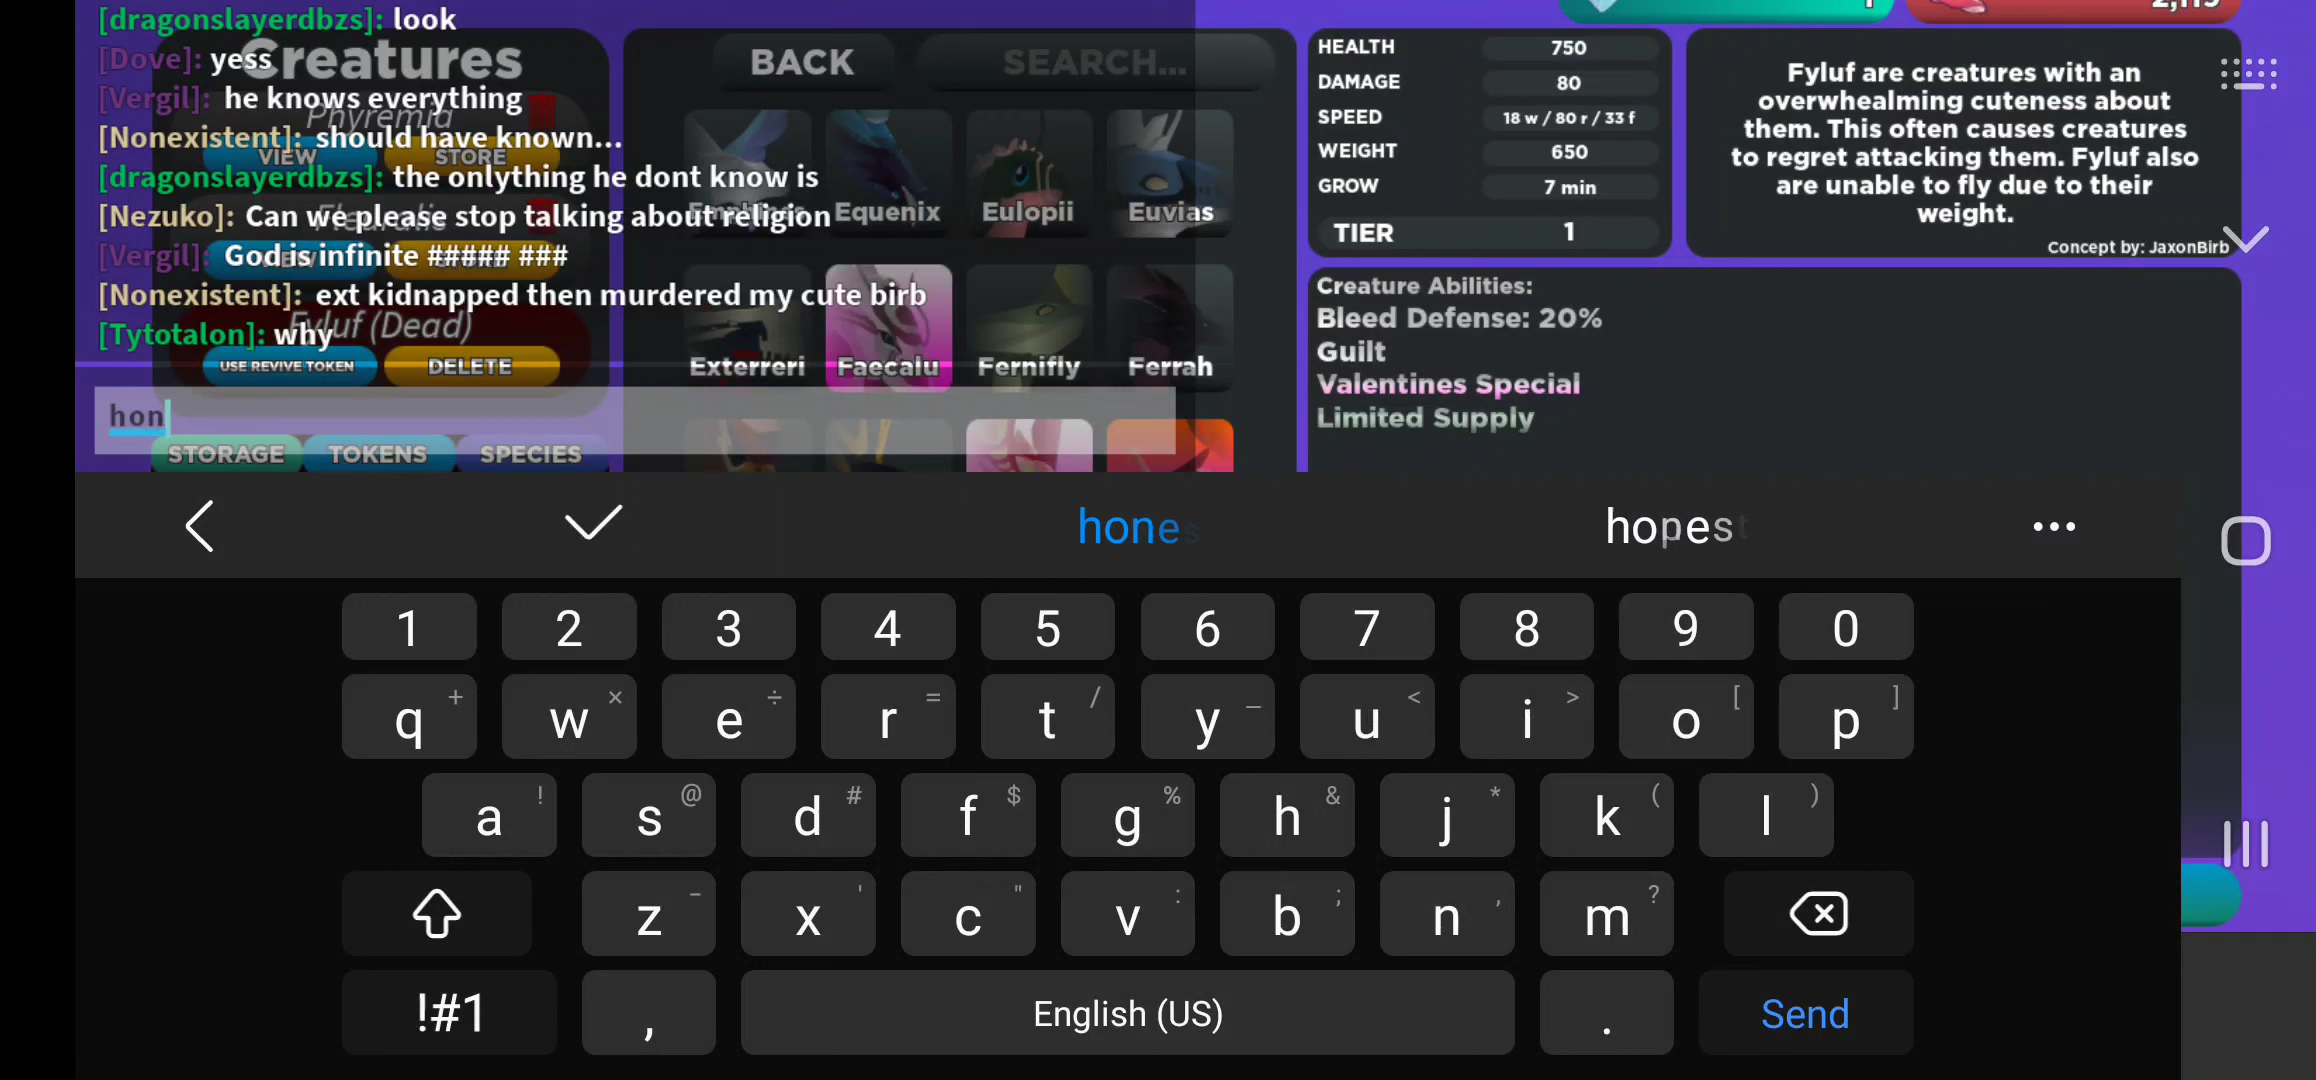 [dragonslayerdbzs]: look
[Dove]: yess
[Vergil]: he knows everything
[Nonexistent]: should have known...
[dragonslayerdbzs]: the onlything he dont know is
[Nezuko]: Can we please stop talking about religion
[Vergil]: God is infinite ##### ###
[Nonexistent]: ext kidnapped then murdered my cute birb
[Tytotalon]: why
hon
Creatures
Phyremia
VIEW STORE
VIEW
Fyluf (Dead)
USE REVIVE TOKEN DELETE
STORAGE TOKENS SPECIES
BACK SEARCH...
Equenix Eulopii Euvias
Exterreri Faecalu Fernifly Ferrah
HEALTH 750
DAMAGE 80
SPEED 18 w / 80 r / 33 f
WEIGHT 650
GROW 7 min
TIER 1
Fyluf are creatures with an
overwhealming cuteness about
them. This often causes creatures
to regret attacking them. Fyluf also
are unable to fly due to their
weight.
Concept by: JaxonBirb
Creature Abilities:
Bleed Defense: 20%
Guilt
Valentines Special
Limited Supply
hones hopest ...
1 2 3 4 5 6 7 8 9 0
q + w × e ÷ r = t / y _ u < i > o [ p ]
a ! s @ d # f $ g % h & j * k ( l )
z - x ' c " v : b ; n , m ?
!#1 , English (US) . Send